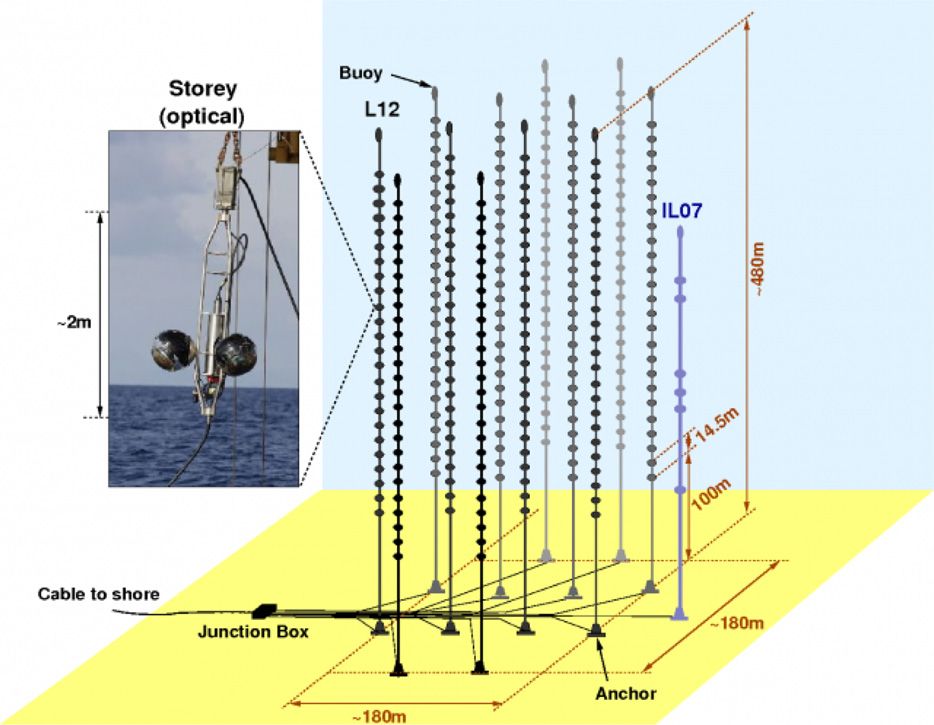 Storey
(optical)
Buoy
L12
IL07
~480m
~2m
14.5m
100m
Cable to shore
Junction Box
~180m
Anchor
~180m